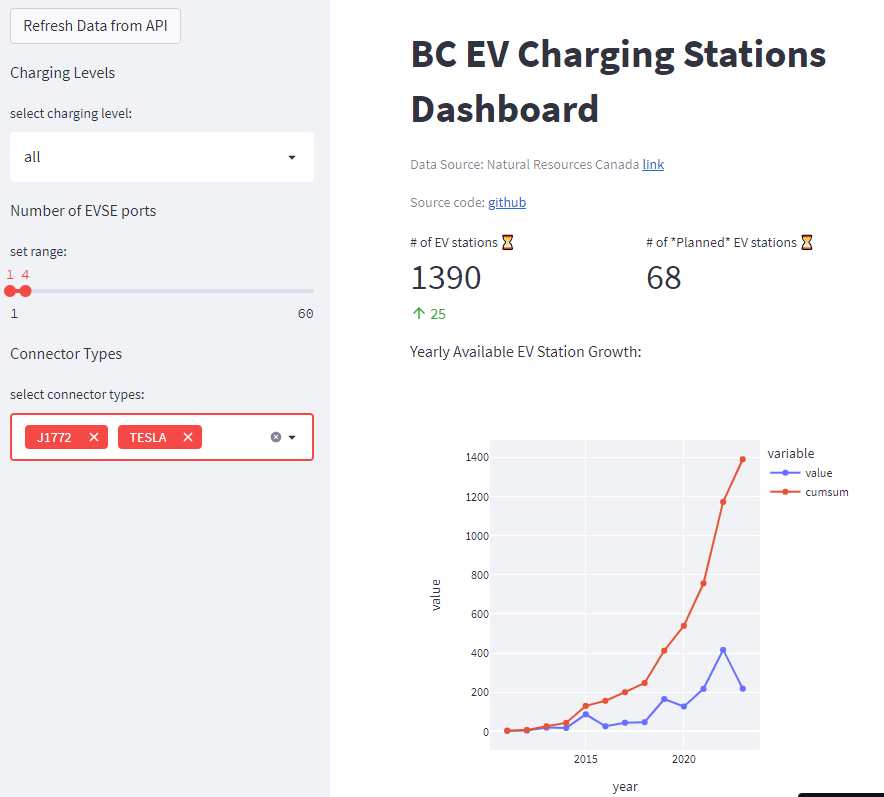 Refresh Data from API
Charging Levels
select charging level:
all
Number of EVSE ports
set range:
1 4
1 60
Connector Types
select connector types:
J1772 TESLA
BC EV Charging Stations
Dashboard
Data Source: Natural Resources Canada link
Source code: github
# of EV stations # of *Planned* EV stations
1390 68
25
Yearly Available EV Station Growth:
variable
value
cumsum
1400
1200
1000
800
600
400
200
0
value
2015 2020
year